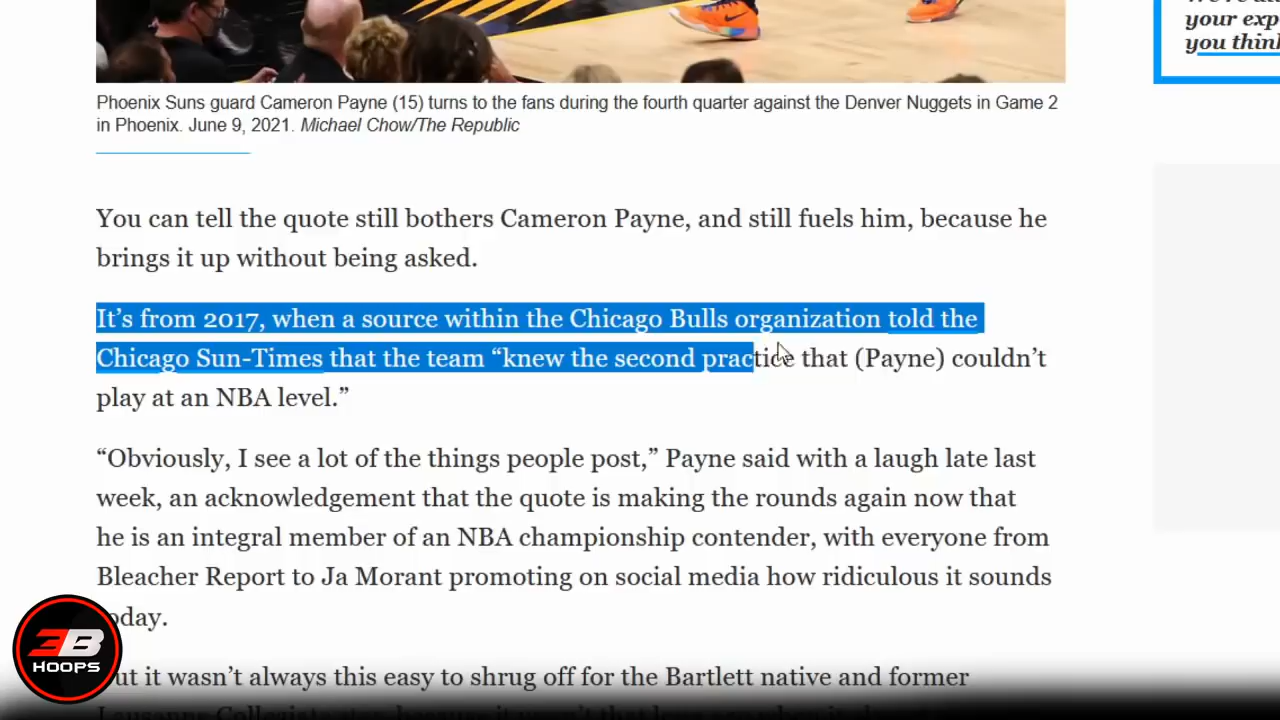 your exp
you think
Phoenix Suns guard Cameron Payne (15) turns to the fans during the fourth quarter against the Denver Nuggets in Game 2
in Phoenix. June 9, 2021. Michael Chow/The Republic
You can tell the quote still bothers Cameron Payne, and still fuels him, because he
brings it up without being asked.
It’s from 2017, when a source within the Chicago Bulls organization told the
Chicago Sun-Times that the team “knew the second practice that (Payne) couldn’t
play at an NBA level.”
“Obviously, I see a lot of the things people post,” Payne said with a laugh late last
week, an acknowledgement that the quote is making the rounds again now that
he is an integral member of an NBA championship contender, with everyone from
Bleacher Report to Ja Morant promoting on social media how ridiculous it sounds
today.
But it wasn’t always this easy to shrug off for the Bartlett native and former
3B
HOOPS